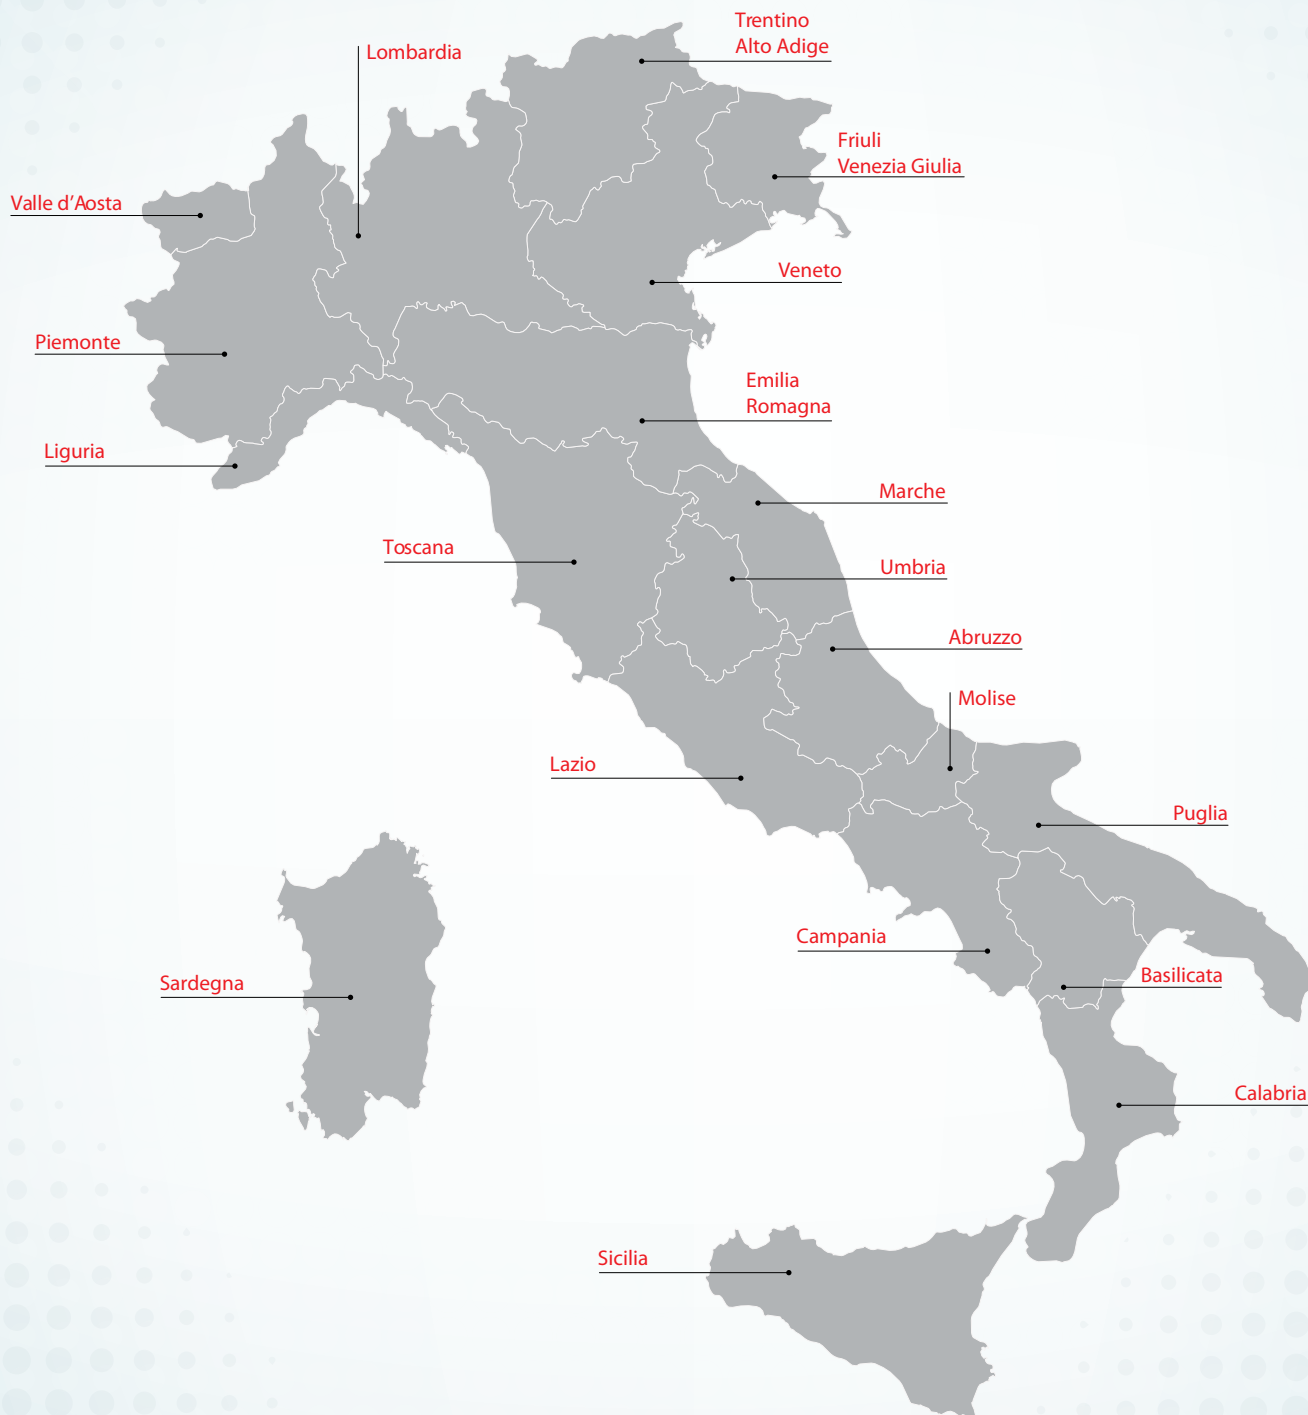 Trentino
Alto Adige
Lombardia
Friuli
Venezia Giulia
Valle d'Aosta
Veneto
Piemonte
Emilia
Romagna
Liguria
Marche
Toscana
Umbria
Abruzzo
Molise
Lazio
Puglia
Campania
Basilicata
Sardegna
Calabria
Sicilia